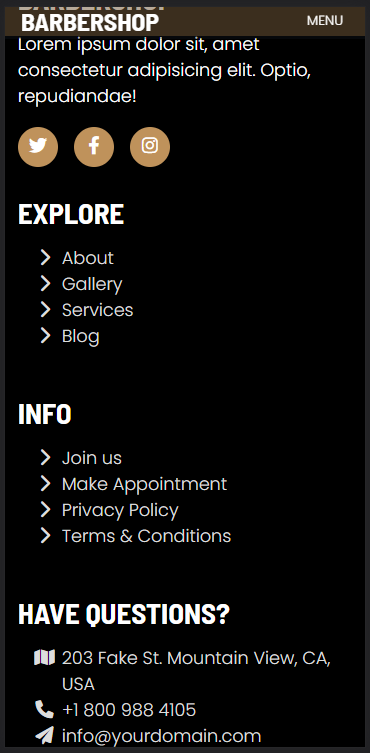 BARBERSHOP
BARBERSHOP
MENU
Lorem ipsum dolor sit, amet
consectetur adipisicing elit. Optio,
repudiandae!
EXPLORE
About
Gallery
Services
Blog
INFO
Join us
Make Appointment
Privacy Policy
Terms & Conditions
HAVE QUESTIONS?
203 Fake St. Mountain View, CA,
USA
+1 800 988 4105
info@yourdomain.com